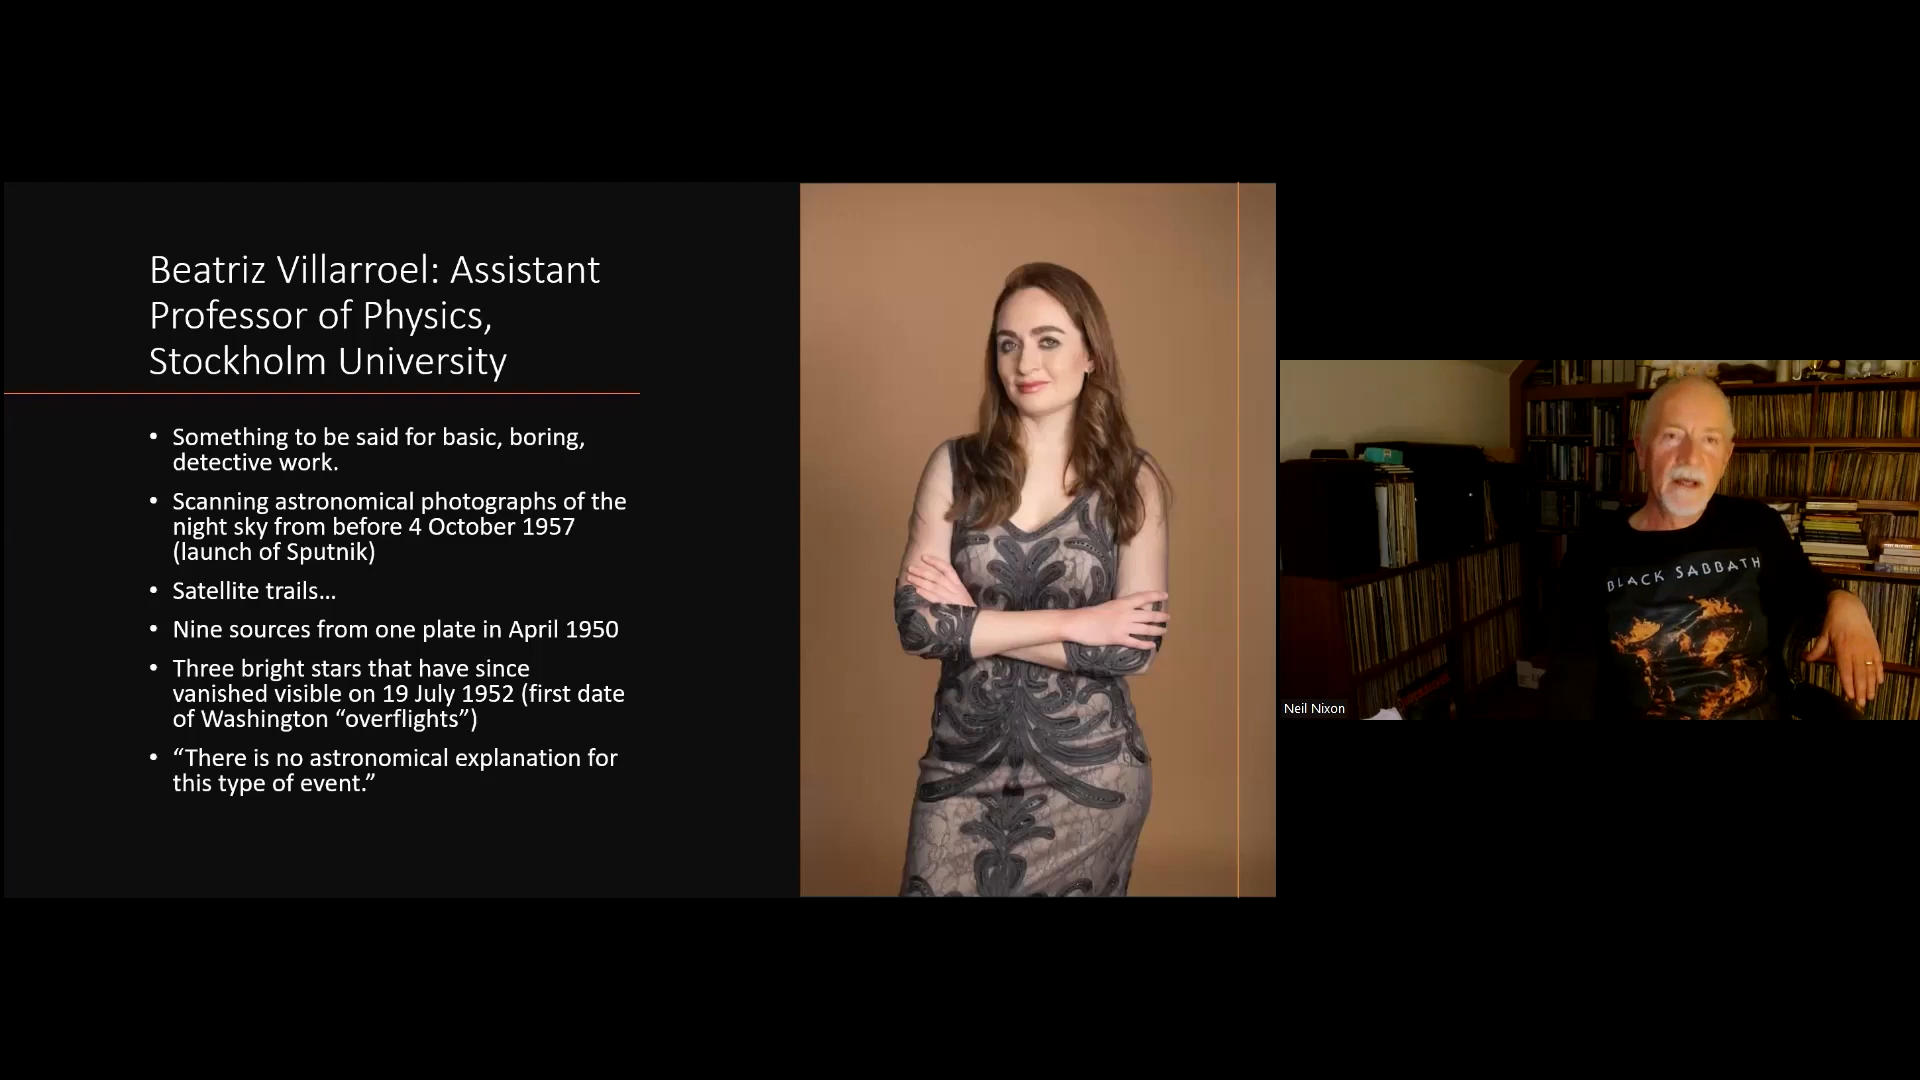 Beatriz Villarroel: Assistant
Professor of Physics,
Stockholm University
• Something to be said for basic, boring,
detective work.
• Scanning astronomical photographs of the
night sky from before 4 October 1957
(launch of Sputnik)
• Satellite trails…
• Nine sources from one plate in April 1950
• Three bright stars that have since
vanished visible on 19 July 1952 (first date
of Washington “overflights”)
• “There is no astronomical explanation for
this type of event.”
BLACK SABBATH
Neil Nixon